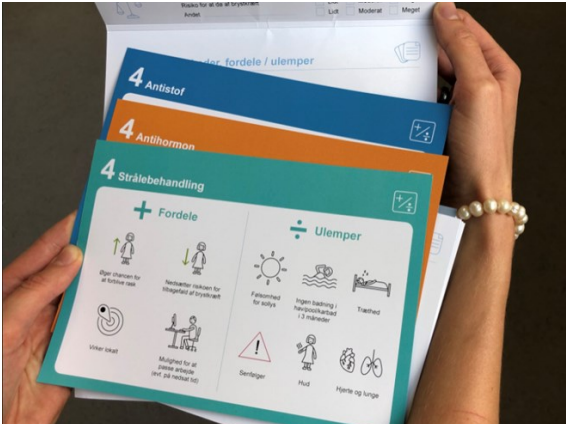 Risiko for at dø af brystkræft
Andet
Lidt
Moderat
Meget
fordele / ulemper
4 Antistof
4 Antihormon
4 Strålebehandling
+ Fordele
÷ Ulemper
Øger chancen for
at forblive rask
Nedsætter risikoen for
tilbagefald af brystkræft
Virker lokalt
Mulighed for at
passe arbejde
(evt. på nedsat tid)
Følsomhed
for sollys
Ingen badning i
hav/pool/karbad
i 3 måneder
Træthed
Senfølger
Hud
Hjerte og lunge